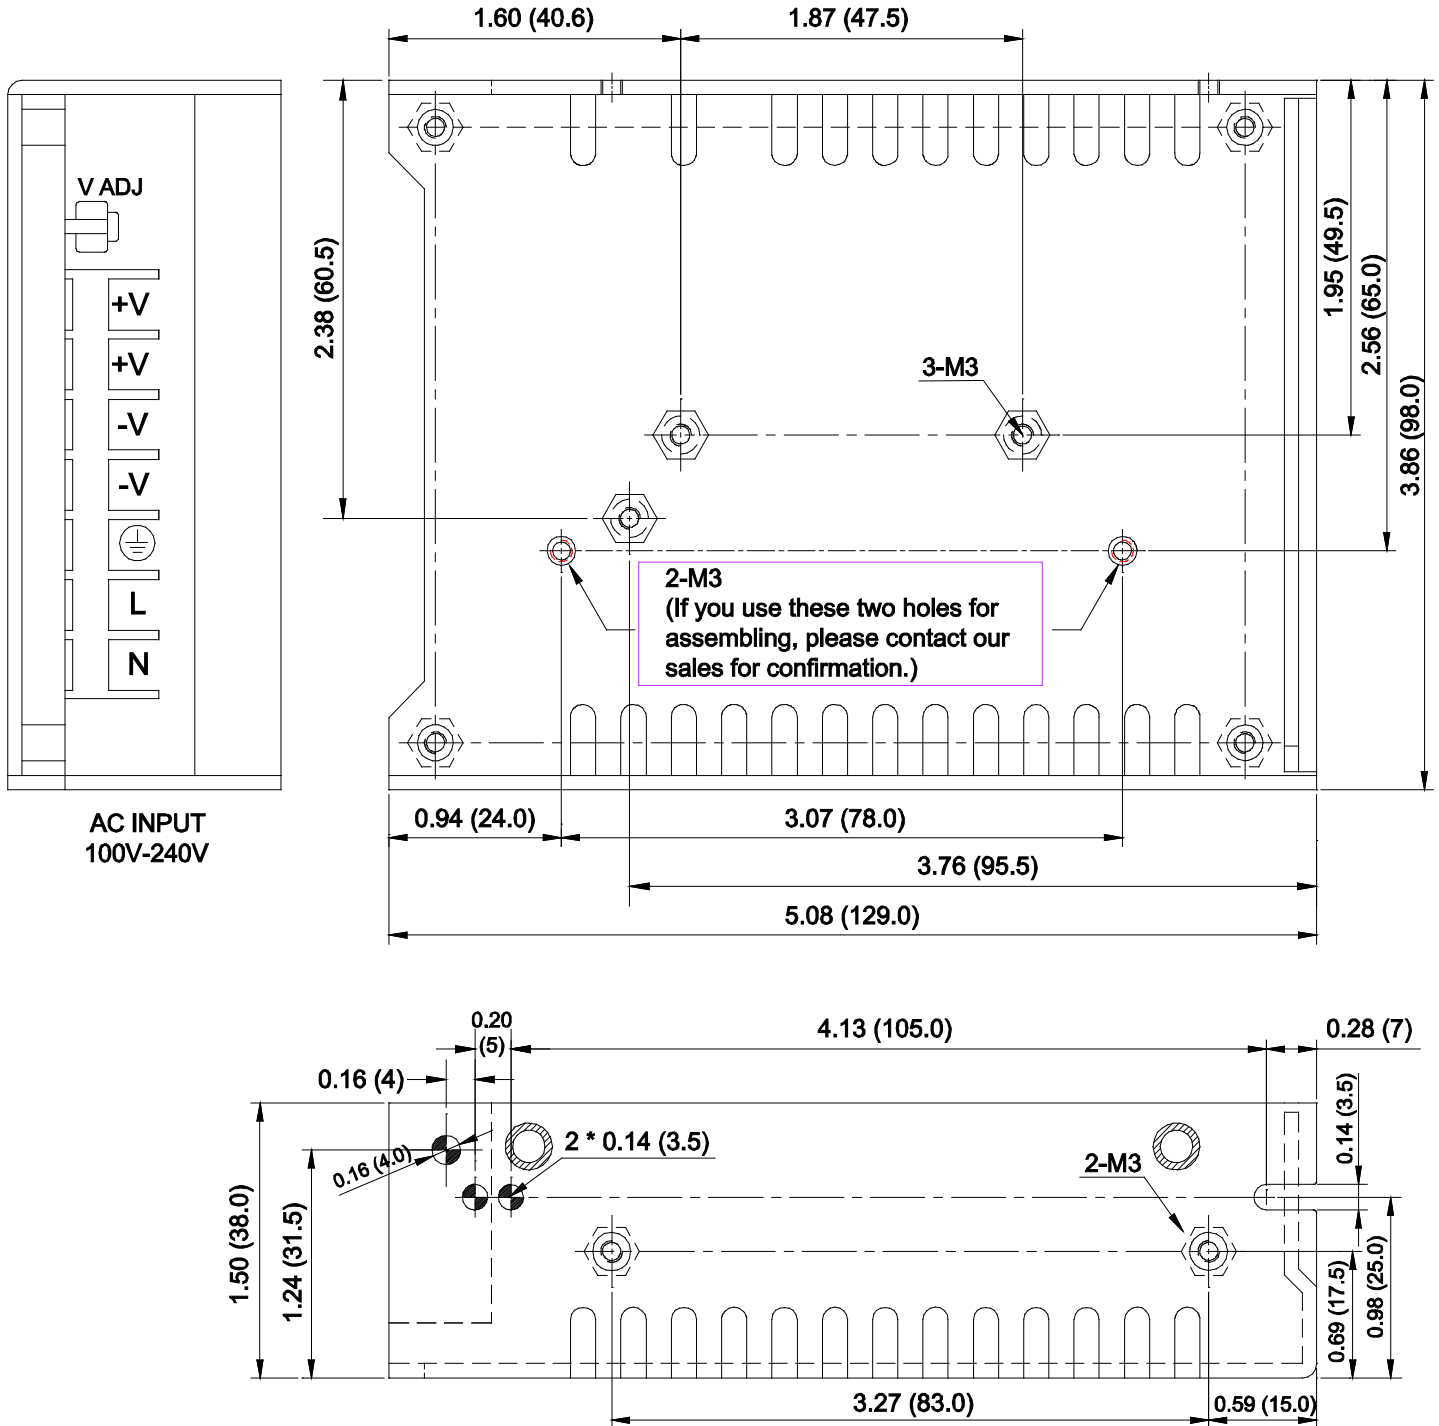 1.60 (40.6)
1.87 (47.5)
V ADJ
+V
+V
-V
-V
L
N
AC INPUT
100V-240V
2.38 (60.5)
3-M3
1.95 (49.5)
2.56 (65.0)
3.86 (98.0)
2-M3
(If you use these two holes for
assembling, please contact our
sales for confirmation.)
0.94 (24.0)
3.07 (78.0)
3.76 (95.5)
5.08 (129.0)
0.20
(5)
4.13 (105.0)
0.28 (7)
0.16 (4)
0.16 (4.0)
2 * 0.14 (3.5)
2-M3
0.14 (3.5)
1.50 (38.0)
1.24 (31.5)
0.69 (17.5)
0.98 (25.0)
3.27 (83.0)
0.59 (15.0)